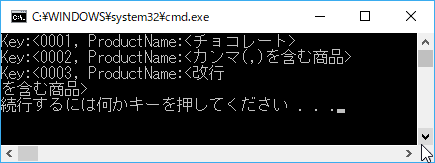 C:¥WINDOWS¥system32¥cmd.exe
Key:<0001, ProductName:<チョコレート>
Key:<0002, ProductName:<カンマ(,)を含む商品>
Key:<0003, ProductName:<改行
を含む商品>
続行するには何かキーを押してください . . .